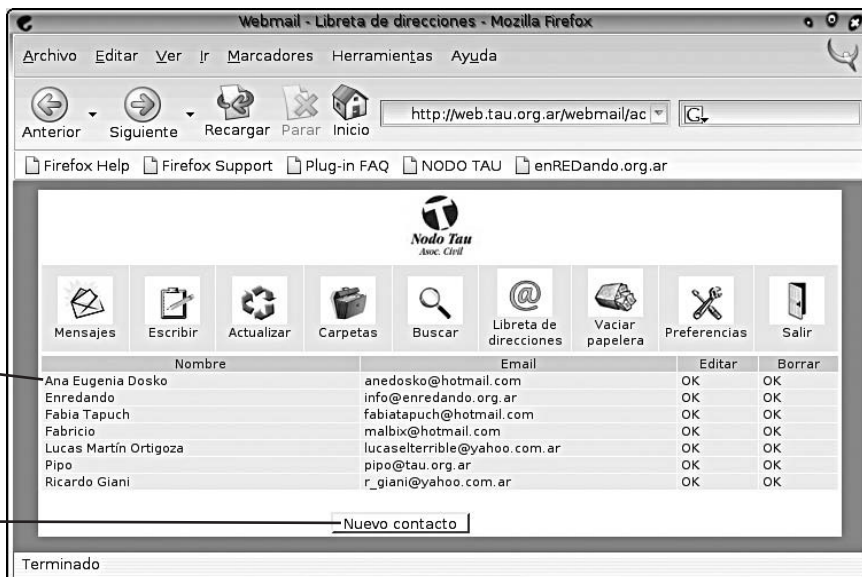 Webmail - Libreta de direcciones - Mozilla Firefox
Archivo Editar Ver Ir Marcadores Herramientas Ayuda
http://web.tau.org.ar/webmail/ac G
Anterior Siguiente Recargar Parar Inicio
Firefox Help Firefox Support Plug-in FAQ NODO TAU enREDando.org.ar
Nodo Tau
Asoc. Civil
Mensajes Escribir Actualizar Carpetas Buscar Libreta de direcciones Vaciar papelera Preferencias Salir
Nombre Email Editar Borrar
Ana Eugenia Dosko anedosko@hotmail.com OK OK
Enredando info@enredando.org.ar OK OK
Fabia Tapuch fabiatapuch@hotmail.com OK OK
Fabricio malbix@hotmail.com OK OK
Lucas Martín Ortigoza lucaselterrible@yahoo.com.ar OK OK
Pipo pipo@tau.org.ar OK OK
Ricardo Giani r_giani@yahoo.com.ar OK OK
Nuevo contacto
Terminado